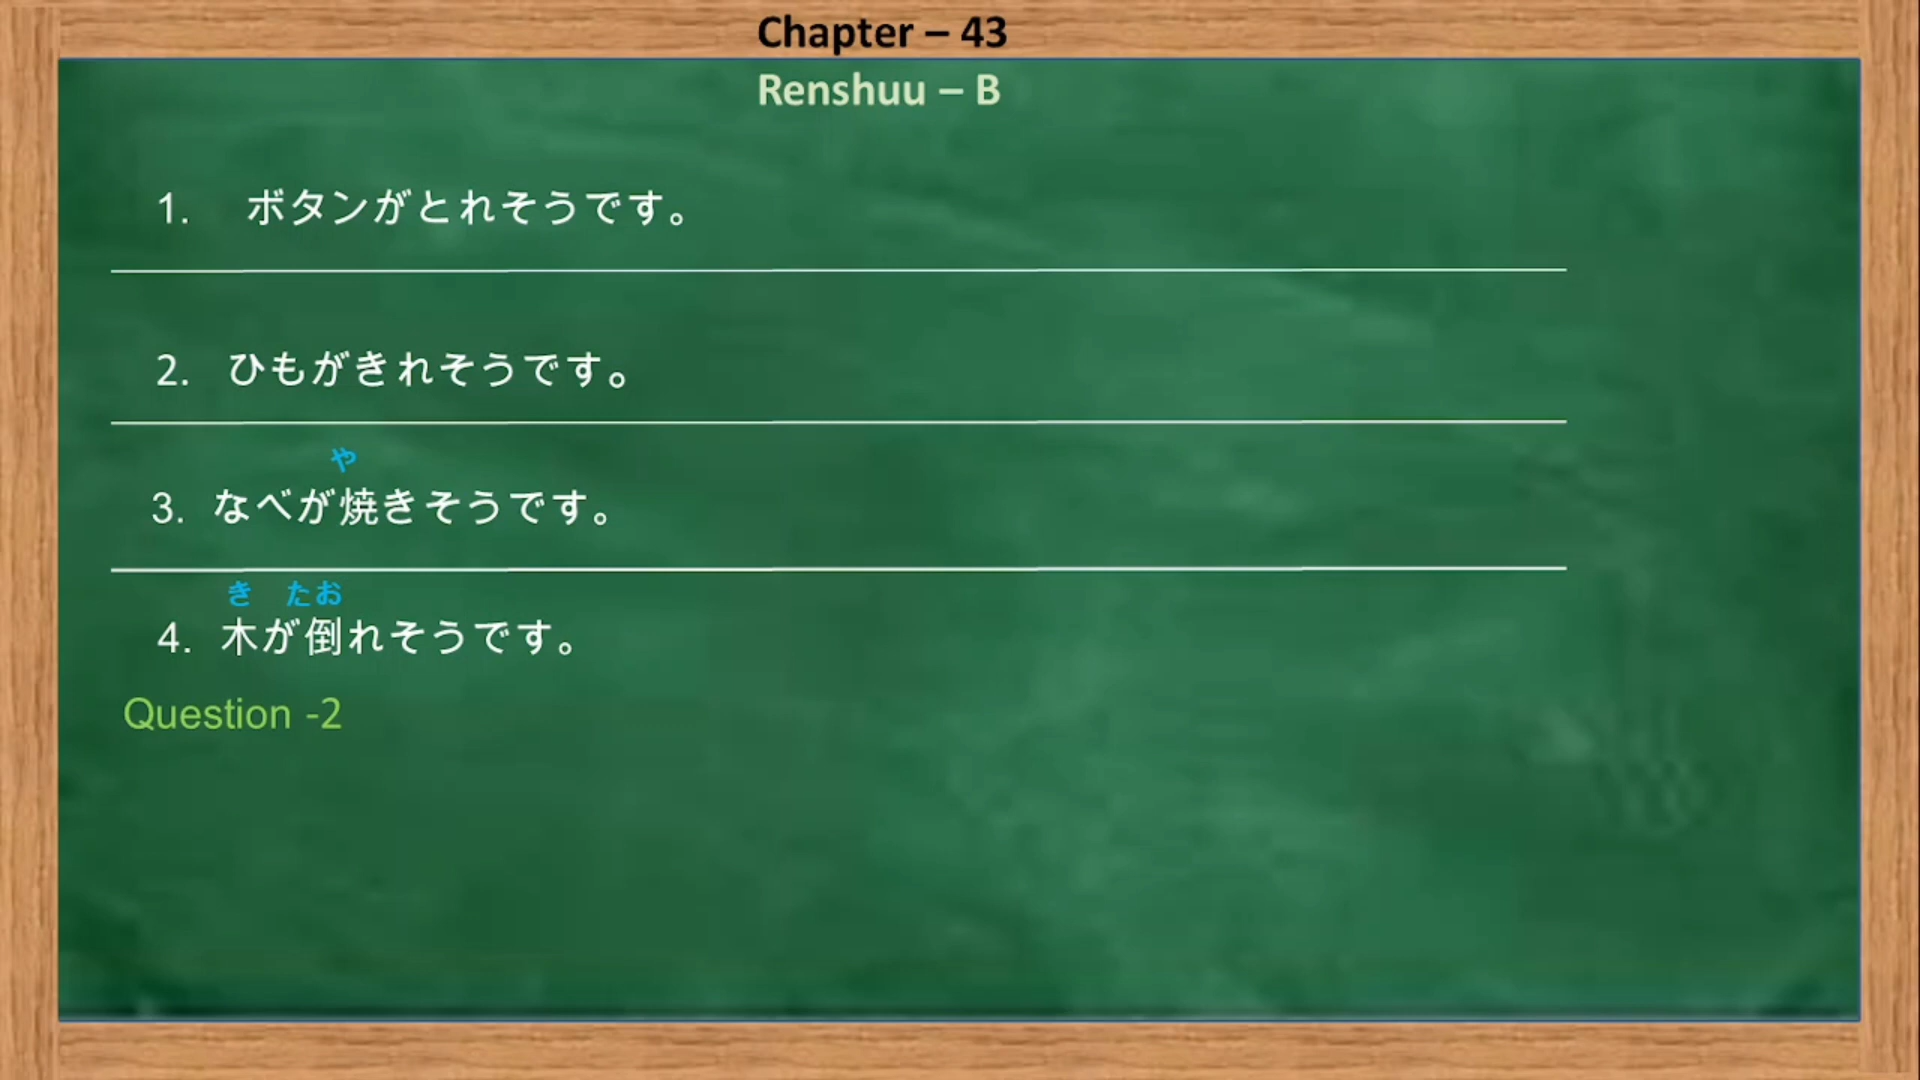 Chapter – 43
Renshuu – B
1. ボタンがとれそうです。
2. ひもがきれそうです。
や
3. なべが焼きそうです。
き たお
4. 木が倒れそうです。
Question -2